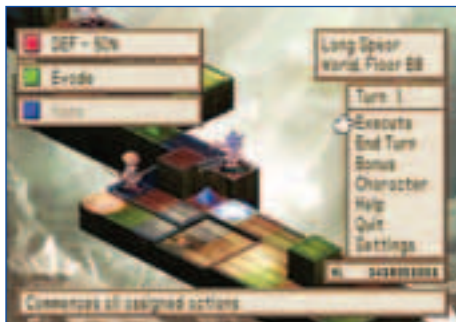 DEF - 50%
Evade
Long Spear
World, Floor 88
Turn 1
Execute
End Turn
Bonus
Character
Help
Quit
Settings
HL
Commences all assigned actions